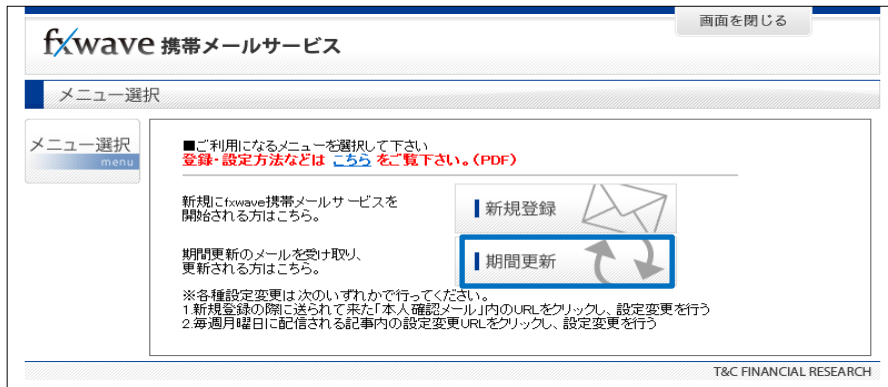 画面を閉じる
fxwave 携帯メールサービス
メニュー選択
メニュー選択
menu
■ご利用になるメニューを選択して下さい
登録・設定方法などは こちら をご覧下さい。(PDF)
新規にfxwave携帯メールサービスを
開始される方はこちら。
新規登録
期間更新のメールを受け取り、
更新される方はこちら。
期間更新
※各種設定変更は次のいずれかで行ってください。
1.新規登録の際に送られて来た「本人確認メール」内のURLをクリックし、設定変更を行う
2.毎週月曜日に配信される記事内の設定変更URLをクリックし、設定変更を行う
T&C FINANCIAL RESEARCH